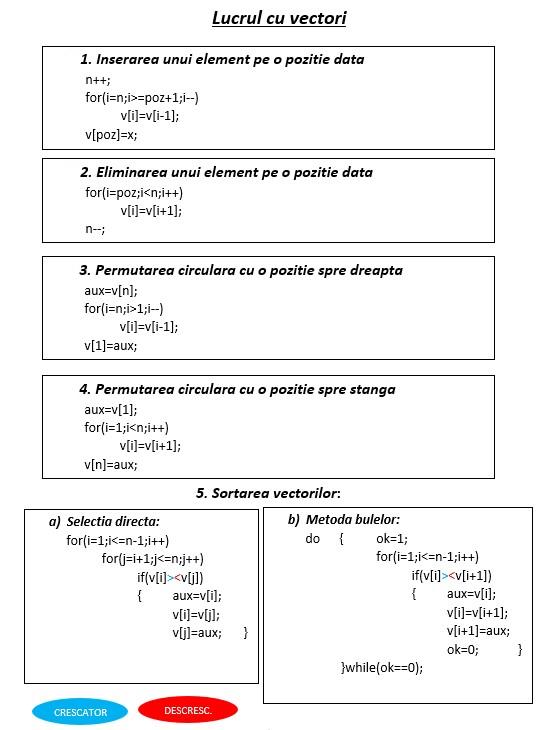 Lucrul cu vectori
1. Inserarea unui element pe o pozitie data
n++;
for(i=n;i>=poz+1;i--)
v[i]=v[i-1];
v[poz]=x;
2. Eliminarea unui element pe o pozitie data
for(i=poz;i<n;i++)
v[i]=v[i+1];
n--;
3. Permutarea circulara cu o pozitie spre dreapta
aux=v[n];
for(i=n;i>1;i--)
v[i]=v[i-1];
v[1]=aux;
4. Permutarea circulara cu o pozitie spre stanga
aux=v[1];
for(i=1;i<n;i++)
v[i]=v[i+1];
v[n]=aux;
5. Sortarea vectorilor:
a) Selectia directa:
for(i=1;i<=n-1;i++)
for(j=i+1;j<=n;j++)
if(v[i]><v[j])
{ aux=v[i];
v[i]=v[j];
v[j]=aux; }
b) Metoda bulelor:
do { ok=1;
for(i=1;i<=n-1;i++)
if(v[i]><v[i+1])
{ aux=v[i];
v[i]=v[i+1];
v[i+1]=aux;
ok=0; }
}while(ok==0);
CRESCATOR
DESCRESC.